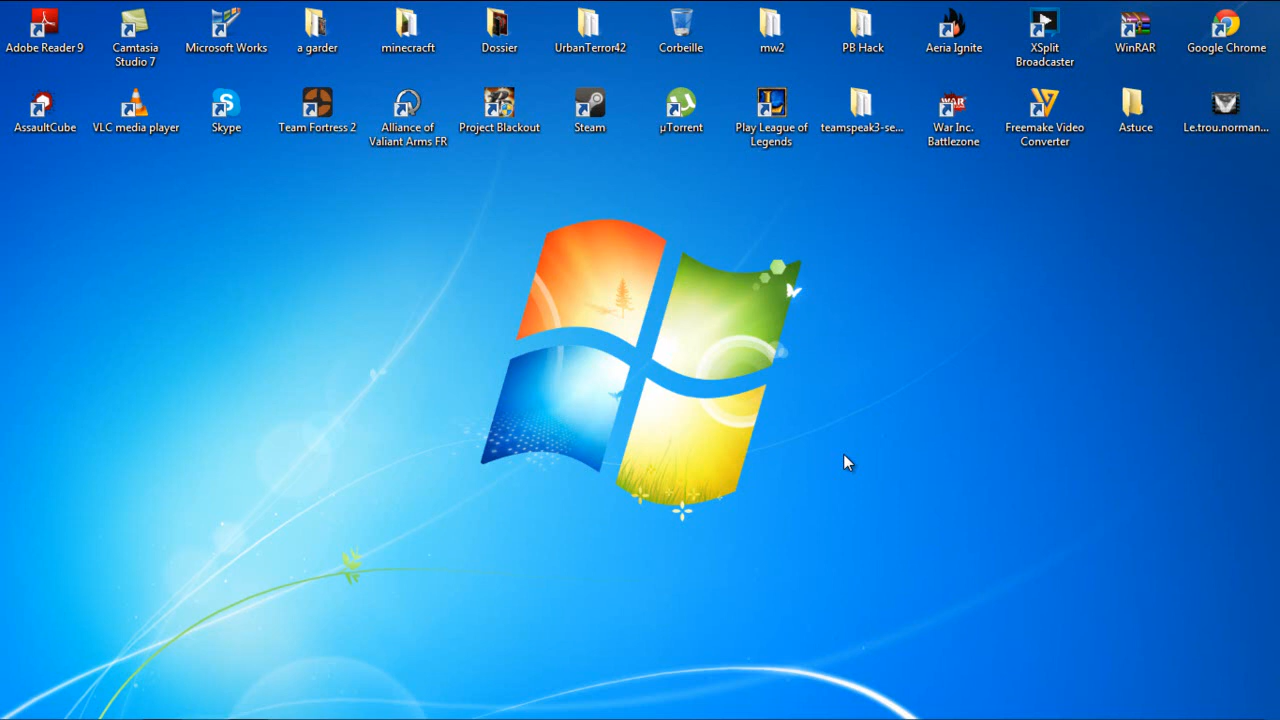 Adobe Reader 9
Camtasia
Studio 7
Microsoft Works
a garder
minecracft
Dossier
UrbanTerror42
Corbeille
mw2
PB Hack
Aeria Ignite
XSplit
Broadcaster
WinRAR
Google Chrome
AssaultCube
VLC media player
Skype
Team Fortress 2
Alliance of
Valiant Arms FR
Project Blackout
Steam
µTorrent
Play League of
Legends
teamspeak3-se...
War Inc.
Battlezone
Freemake Video
Converter
Astuce
Le.trou.norman...